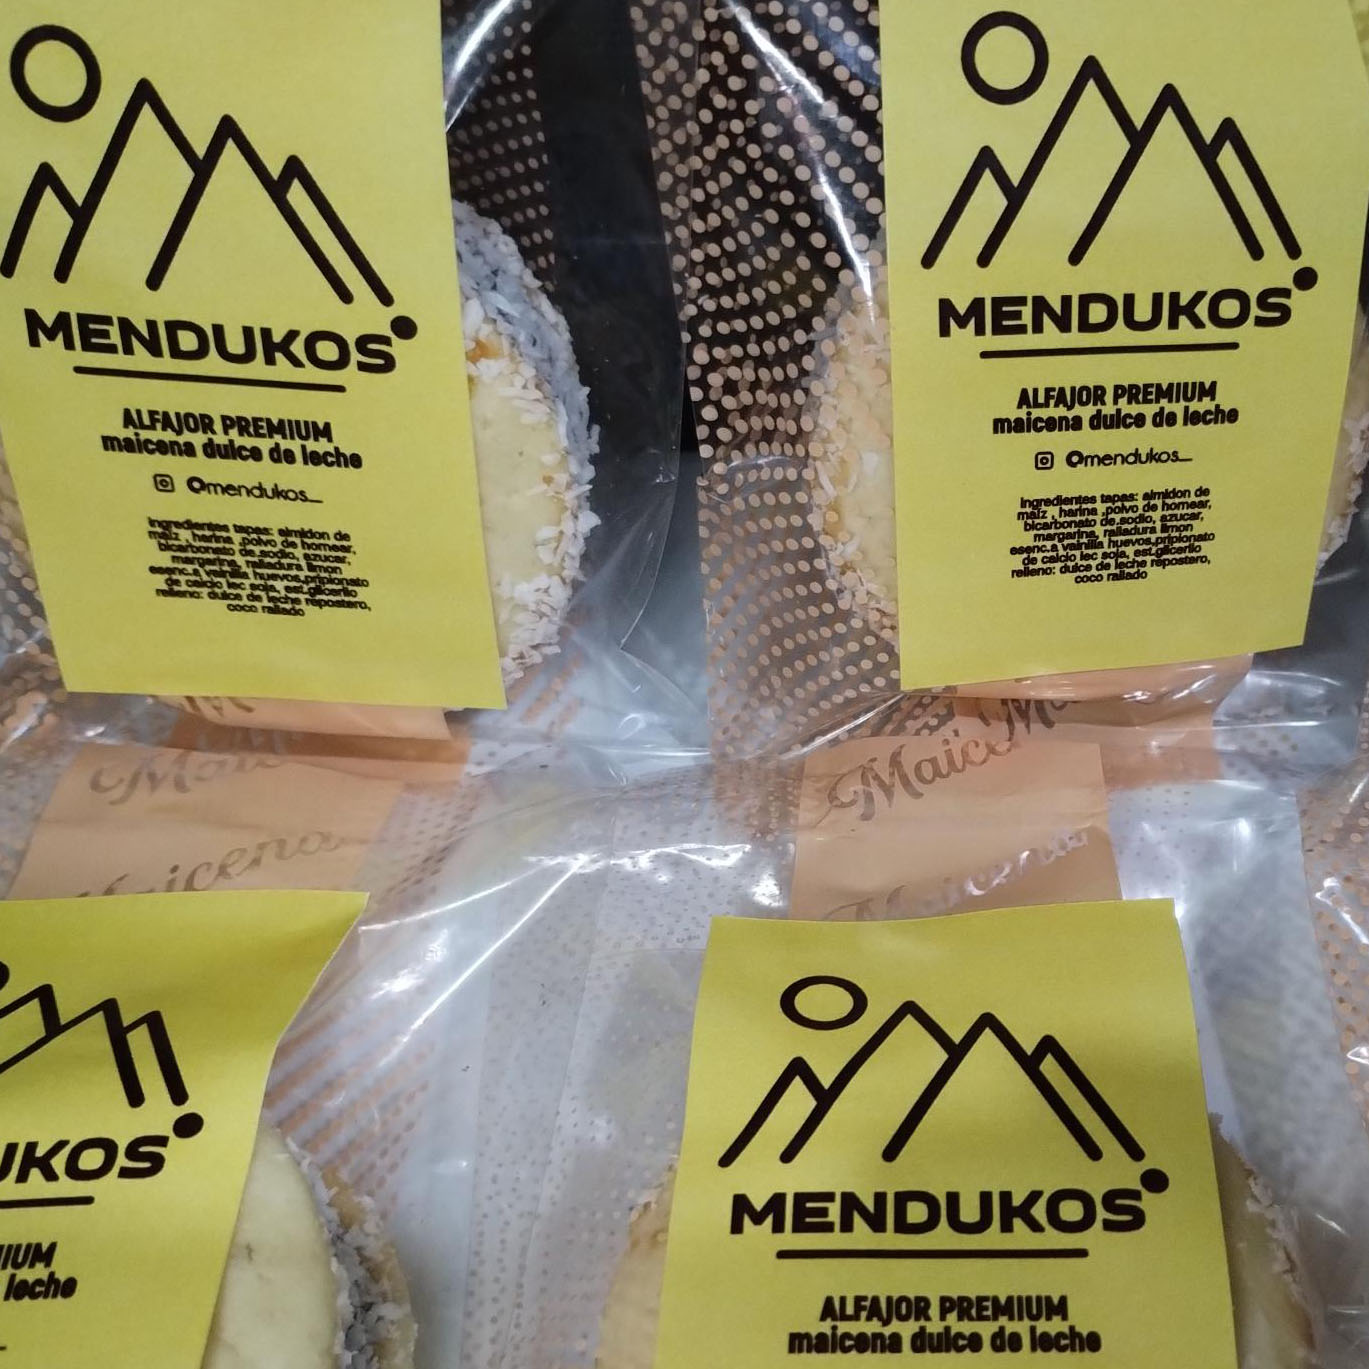 MENDUKOS
ALFAJOR PREMIUM
maicena dulce de leche
@mendukos_
ingredientes tapas: almidon de
maiz , harina ,polvo de hornear,
bicarbonato de sodio, azucar,
margarina, ralladura limon
esenc.a vainilla huevos,pripionato
de calcio lec soja, est.glicerilo
relleno: dulce de leche repostero,
coco rallado
MENDUKOS
ALFAJOR PREMIUM
maicena dulce de leche
@mendukos_
ingredientes tapas: almidon de
maiz , harina ,polvo de hornear,
bicarbonato de sodio, azucar,
margarina, ralladura limon
esenc.a vainilla huevos,pripionato
de calcio lec soja, est.glicerilo
relleno: dulce de leche repostero,
coco rallado
Maicena
Maicena
UKOS
IUM
leche
MENDUKOS
ALFAJOR PREMIUM
maicena dulce de leche